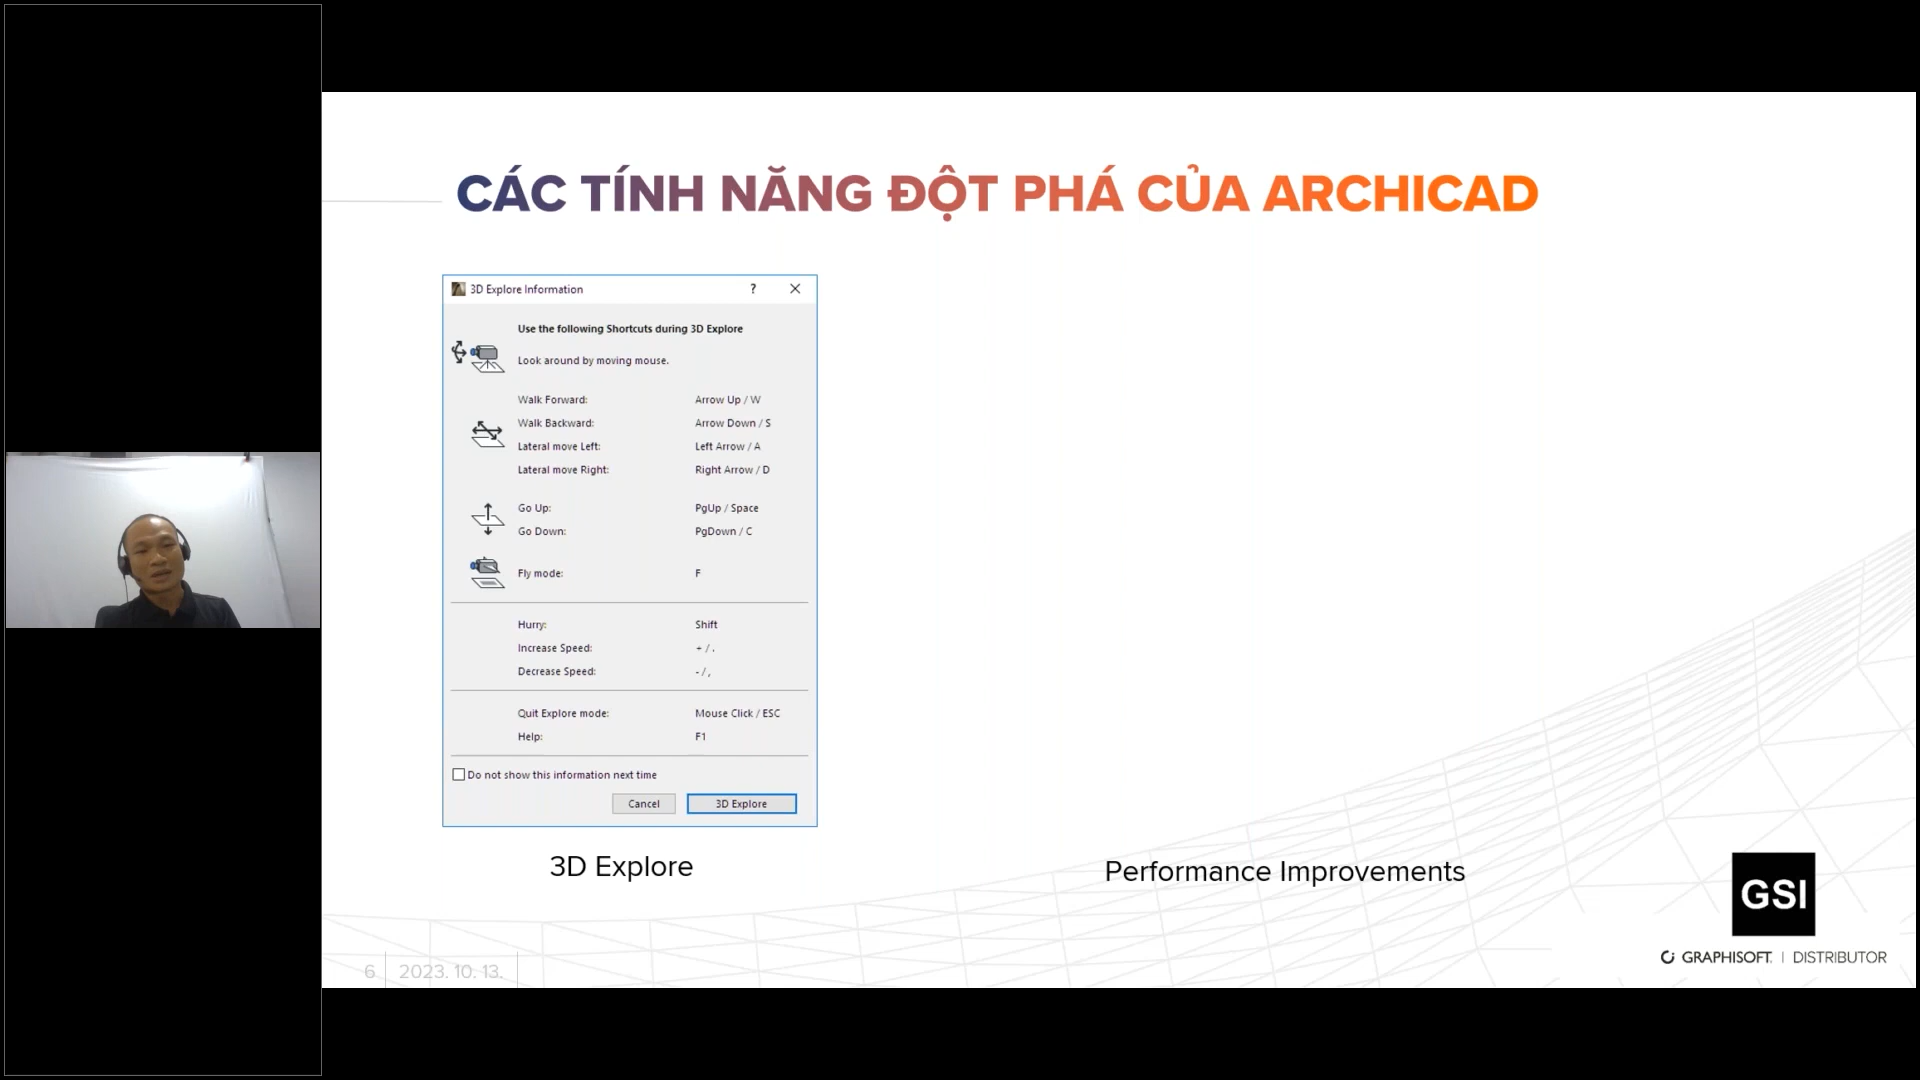 CÁC TÍNH NĂNG ĐỘT PHÁ CỦA ARCHICAD
3D Explore Information ?
Use the following Shortcuts during 3D Explore
Look around by moving mouse.
Walk Forward: Arrow Up / W
Walk Backward: Arrow Down / S
Lateral move Left: Left Arrow / A
Lateral move Right: Right Arrow / D
Go Up: PgUp / Space
Go Down: PgDown / C
Fly mode: F
Hurry: Shift
Increase Speed: + / .
Decrease Speed: - / ,
Quit Explore mode: Mouse Click / ESC
Help: F1
Do not show this information next time
Cancel 3D Explore
3D Explore
Performance Improvements
GSI
GRAPHISOFT. | DISTRIBUTOR
6 2023. 10. 13.